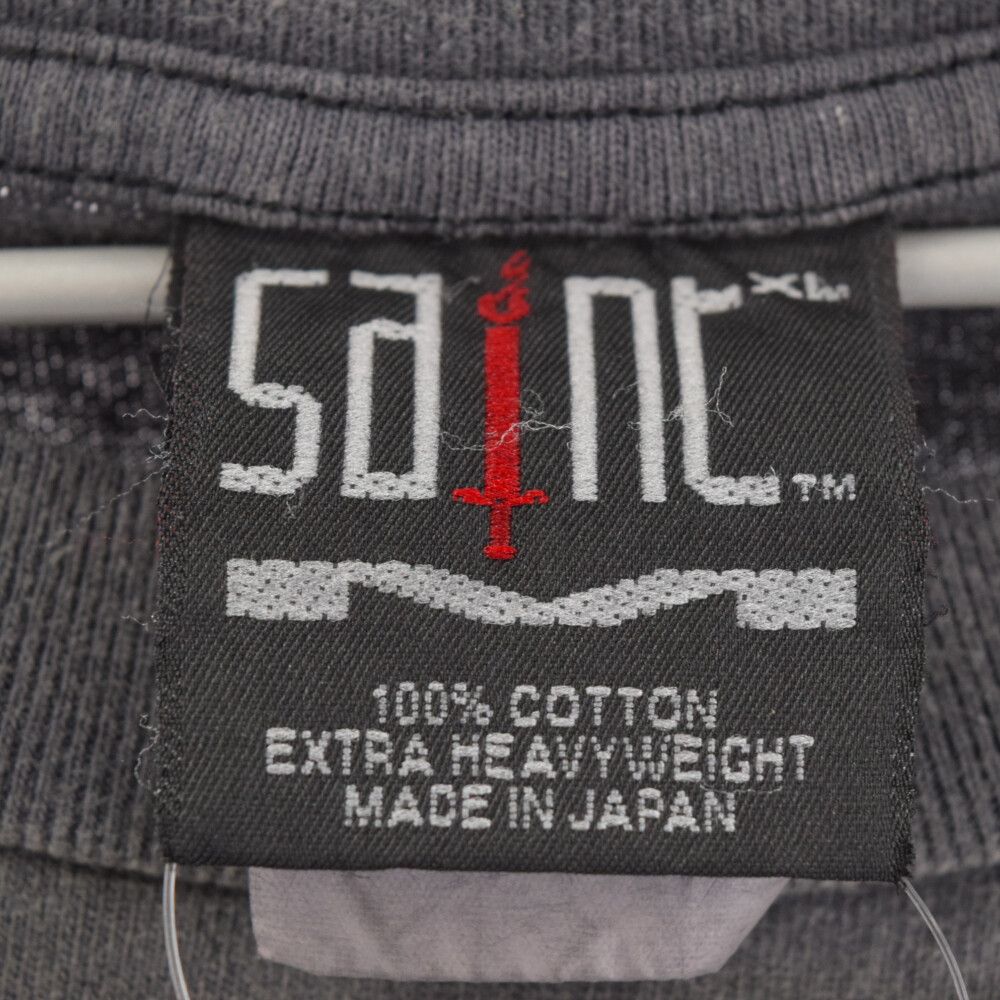 saint XL
TM
100% COTTON
EXTRA HEAVYWEIGHT
MADE IN JAPAN